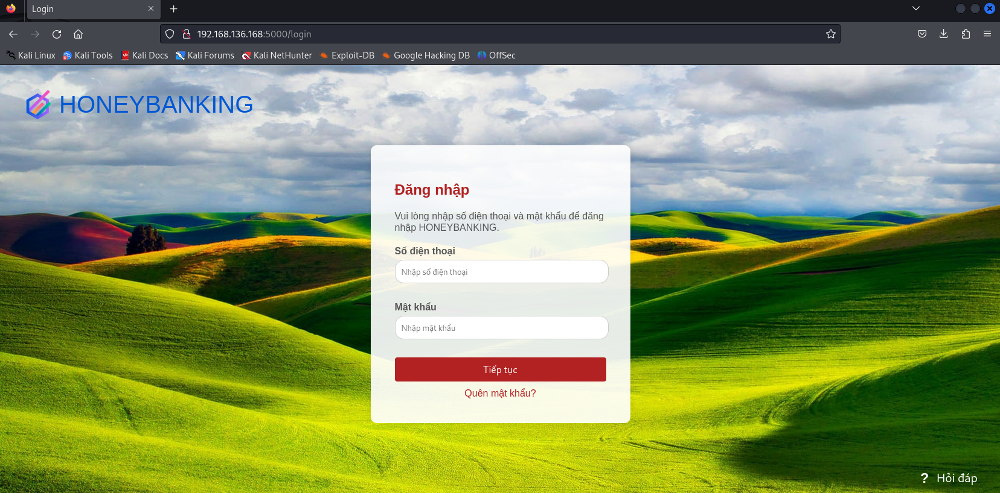 Login
192.168.136.168:5000/login
Kali Linux Kali Tools Kali Docs Kali Forums Kali NetHunter Exploit-DB Google Hacking DB OffSec
HONEYBANKING
Đăng nhập
Vui lòng nhập số điện thoại và mật khẩu để đăng
nhập HONEYBANKING.
Số điện thoại
Nhập số điện thoại
Mật khẩu
Nhập mật khẩu
Tiếp tục
Quên mật khẩu?
? Hỏi đáp